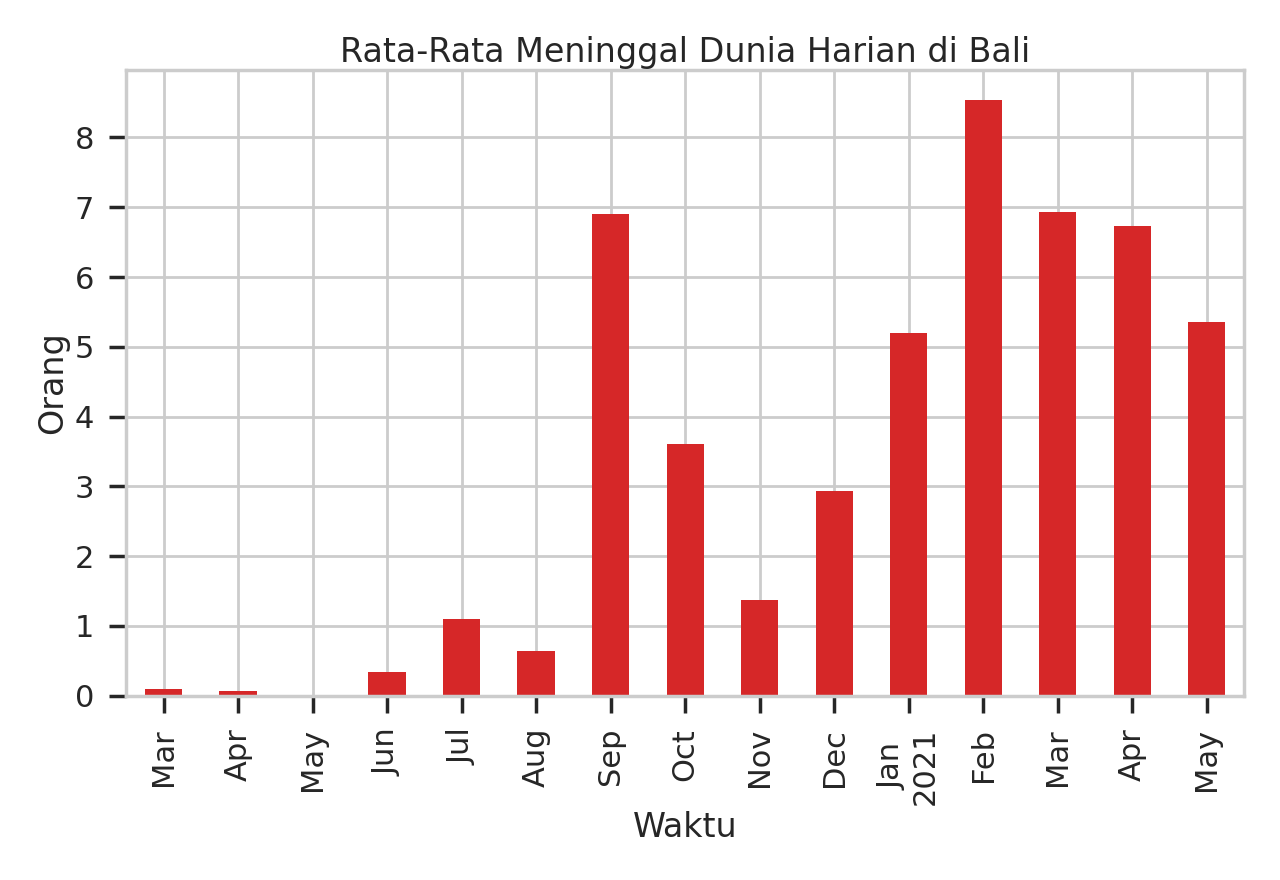 Rata-Rata Meninggal Dunia Harian di Bali
Orang
8
7
6
5
4
3
2
1
0
Mar
Apr
May
Jun
Jul
Aug
Sep
Oct
Nov
Dec
Jan
2021
Feb
Mar
Apr
May
Waktu